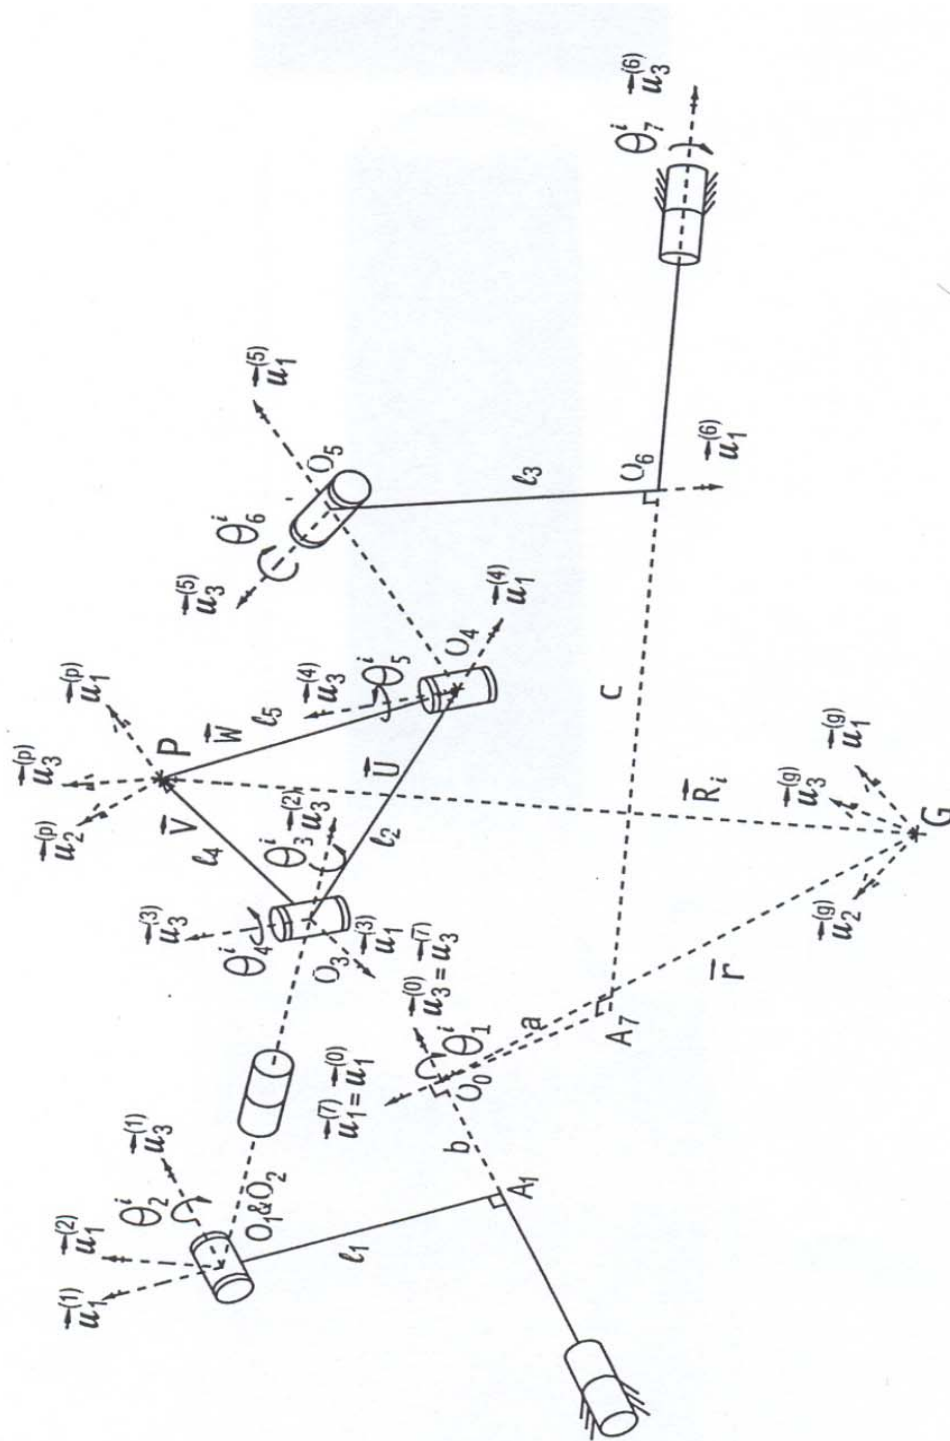 u₁⁽¹⁾
u₁⁽²⁾
θ₂ⁱ
u₃⁽¹⁾
O₁&O₂
ℓ₁
A₁
b
u₁⁽⁷⁾=u₁⁽⁰⁾
O₀
θ₁ⁱ
u₃⁽⁰⁾=u₃⁽⁷⁾
a
A₇
r
G
u₂⁽ᵍ⁾
u₃⁽ᵍ⁾
u₁⁽ᵍ⁾
Rᵢ
u₃⁽³⁾
θ₄ⁱ
O₃
u₁⁽³⁾
θ₃ⁱ
u₃⁽²⁾
ℓ₂
U
ℓ₄
V
u₂⁽ᵖ⁾
u₃⁽ᵖ⁾
u₁⁽ᵖ⁾
P
W
ℓ₅
u₃⁽⁴⁾
θ₅ⁱ
O₄
u₁⁽⁴⁾
C
u₃⁽⁵⁾
θ₆ⁱ
O₅
u₁⁽⁵⁾
ℓ₃
O₆
u₁⁽⁶⁾
θ₇ⁱ
u₃⁽⁶⁾